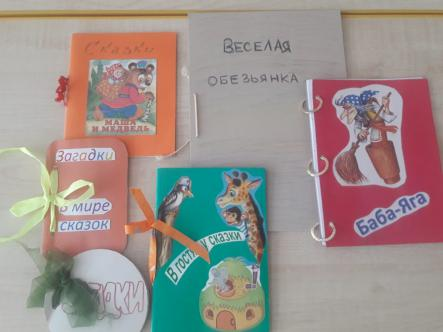 Сказки
МАША
И МЕДВЕДЬ
ВЕСЕЛАЯ
ОБЕЗЬЯНКА
Загадки
в мире
сказок
В гостях у сказки
Баба-Яга